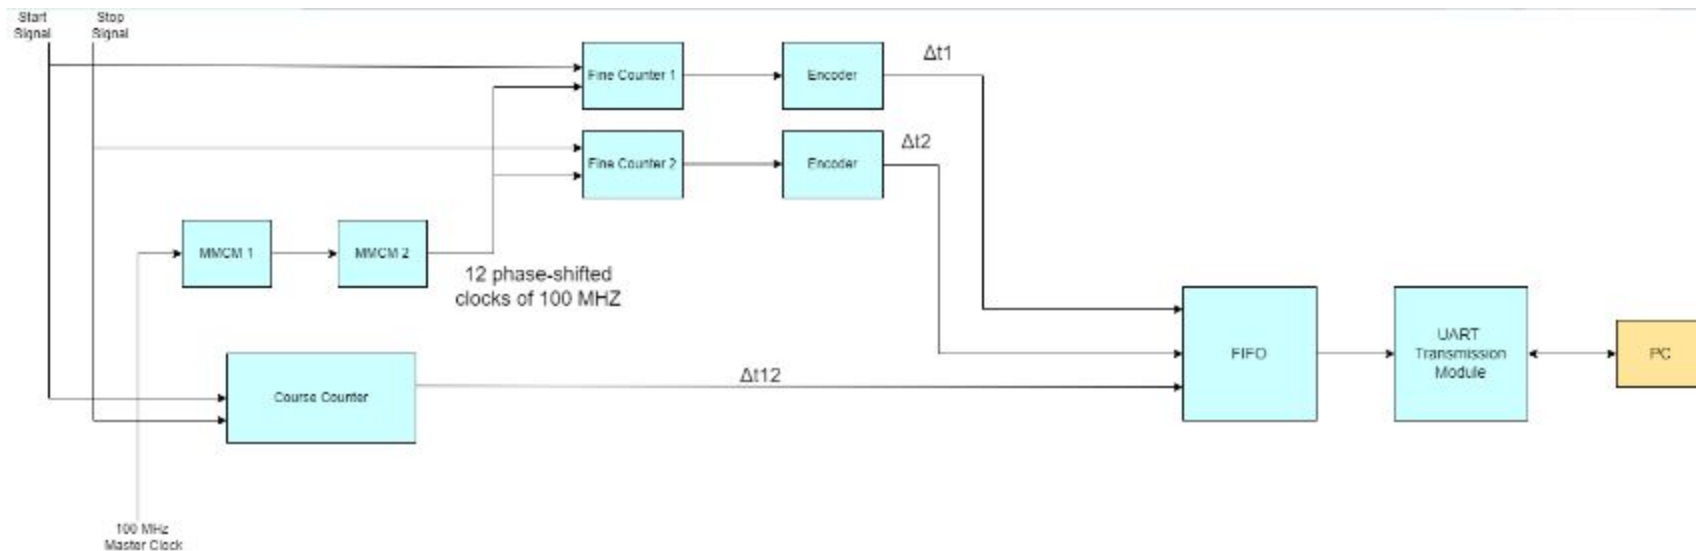 Start
Signal
Stop
Signal
Fine Counter 1
Encoder
Δt1
Fine Counter 2
Encoder
Δt2
MMCM 1
MMCM 2
12 phase-shifted
clocks of 100 MHZ
Course Counter
Δt12
FIFO
UART
Transmission
Module
PC
100 MHz
Master Clock